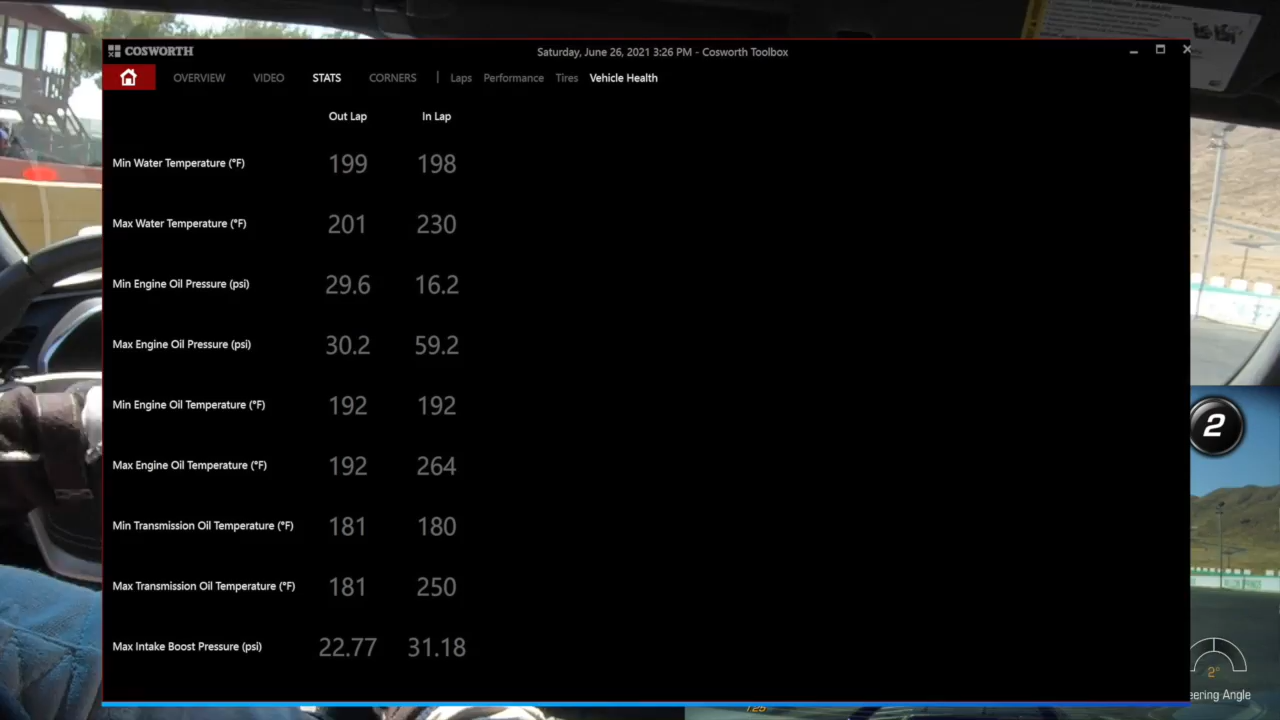 COSWORTH
Saturday, June 26, 2021 3:26 PM - Cosworth Toolbox
OVERVIEW VIDEO STATS CORNERS | Laps Performance Tires Vehicle Health
Out Lap In Lap
Min Water Temperature (°F) 199 198
Max Water Temperature (°F) 201 230
Min Engine Oil Pressure (psi) 29.6 16.2
Max Engine Oil Pressure (psi) 30.2 59.2
Min Engine Oil Temperature (°F) 192 192
Max Engine Oil Temperature (°F) 192 264
Min Transmission Oil Temperature (°F) 181 180
Max Transmission Oil Temperature (°F) 181 250
Max Intake Boost Pressure (psi) 22.77 31.18
2
2°
eering Angle
125